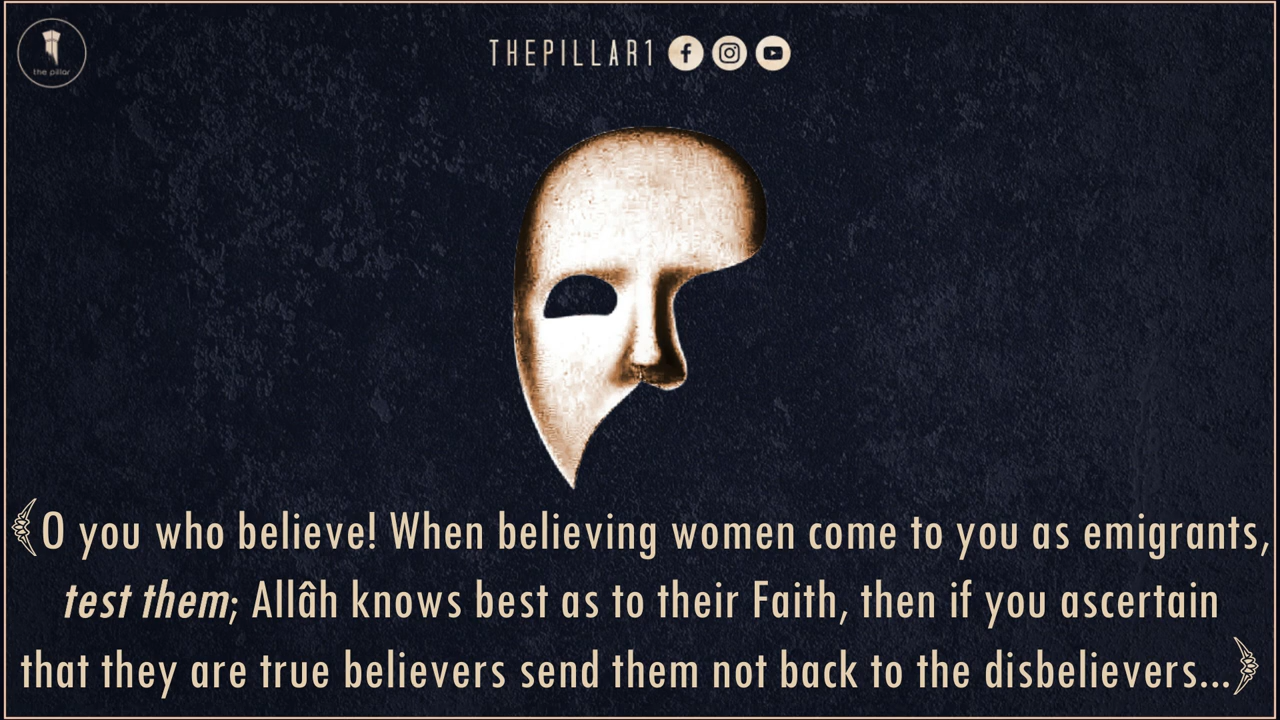 the pillar
THEPILLAR1
﴾O you who believe! When believing women come to you as emigrants,
test them; Allâh knows best as to their Faith, then if you ascertain
that they are true believers send them not back to the disbelievers...﴿